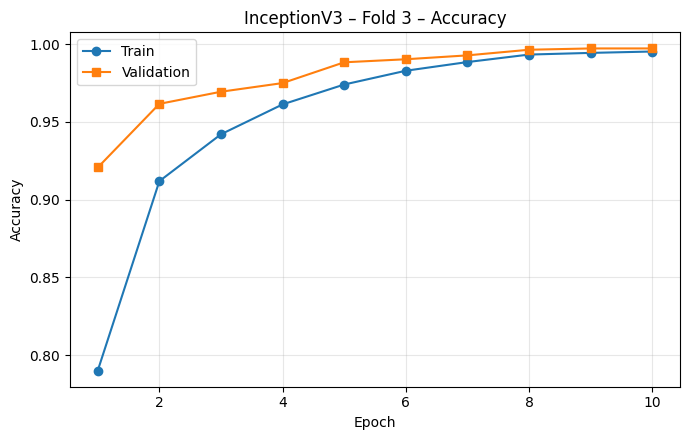 InceptionV3 – Fold 3 – Accuracy
Train
Validation
1.00
0.95
0.90
0.85
0.80
Accuracy
2 4 6 8 10
Epoch